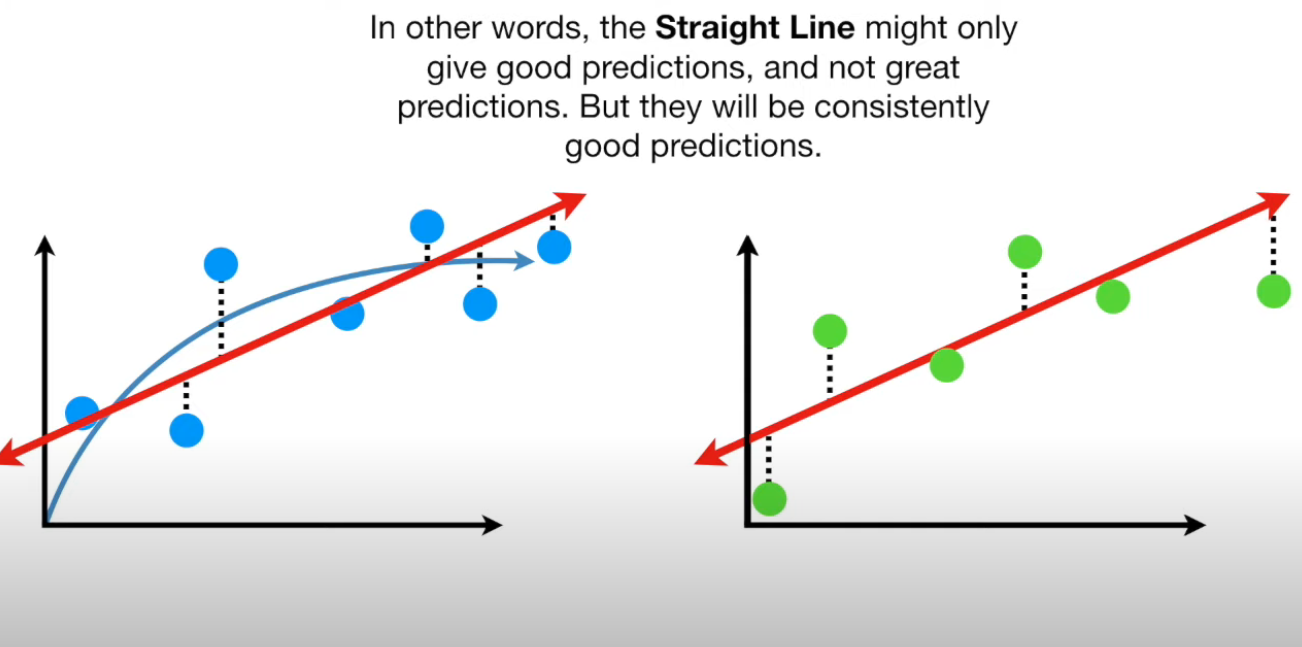 In other words, the Straight Line might only
give good predictions, and not great
predictions. But they will be consistently
good predictions.